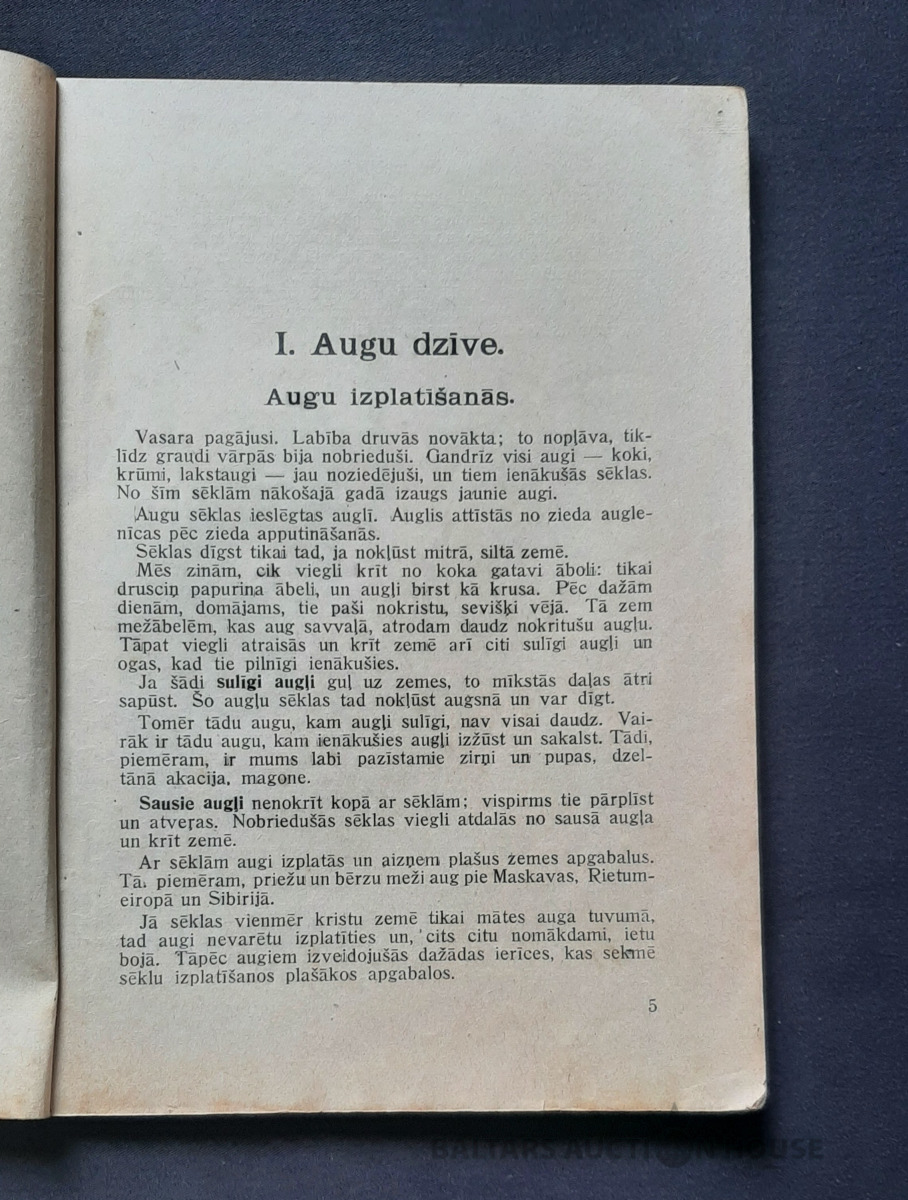 I. Augu dzīve.
Augu izplatīšanās.
Vasara pagājusi. Labība druvās novākta; to nopļāva, tik-
līdz graudi vārpās bija nobrieduši. Gandrīz visi augi — koki,
krūmi, lakstaugi — jau noziedējuši, un tiem ienākušās sēklas.
No šīm sēklām nākošajā gadā izaugs jaunie augi.
Augu sēklas ieslēgtas auglī. Auglis attīstās no zieda augle-
nīcas pēc zieda apputināšanās.
Sēklas dīgst tikai tad, ja nokļūst mitrā, siltā zemē.
Mēs zinām, cik viegli krīt no koka gatavi āboli: tikai
drusciņ papurina ābeli, un augļi birst kā krusa. Pēc dažām
dienām, domājams, tie paši nokristu, sevišķi vējā. Tā zem
mežābelēm, kas aug savvaļā, atrodam daudz nokritušu augļu.
Tāpat viegli atraisās un krīt zemē arī citi sulīgi augļi un
ogas, kad tie pilnīgi ienākušies.
Ja šādi sulīgi augļi guļ uz zemes, to mīkstās daļas ātri
sapūst. Šo augļu sēklas tad nokļūst augsnā un var dīgt.
Tomēr tādu augu, kam augļi sulīgi, nav visai daudz. Vai-
rāk ir tādu augu, kam ienākušies augļi izžūst un sakalst. Tādi,
piemēram, ir mums labi pazīstamie zirņi un pupas, dzel-
tānā akacija, magone.
Sausie augļi nenokrīt kopā ar sēklām; vispirms tie pārplīst
un atveŗas. Nobriedušās sēklas viegli atdalās no sausā augļa
un krīt zemē.
Ar sēklām augi izplatās un aizņem plašus zemes apgabalus.
Tā, piemēram, priežu un bērzu meži aug pie Maskavas, Rietum-
eiropā un Sibirijā.
Jā sēklas vienmēr kristu zemē tikai mātes auga tuvumā,
tad augi nevarētu izplatīties un, cits citu nomākdami, ietu
bojā. Tāpēc augiem izveidojušās dažādas ierīces, kas sekmē
sēklu izplatīšanos plašākos apgabalos.
5
BALTARS AUCTION HOUSE